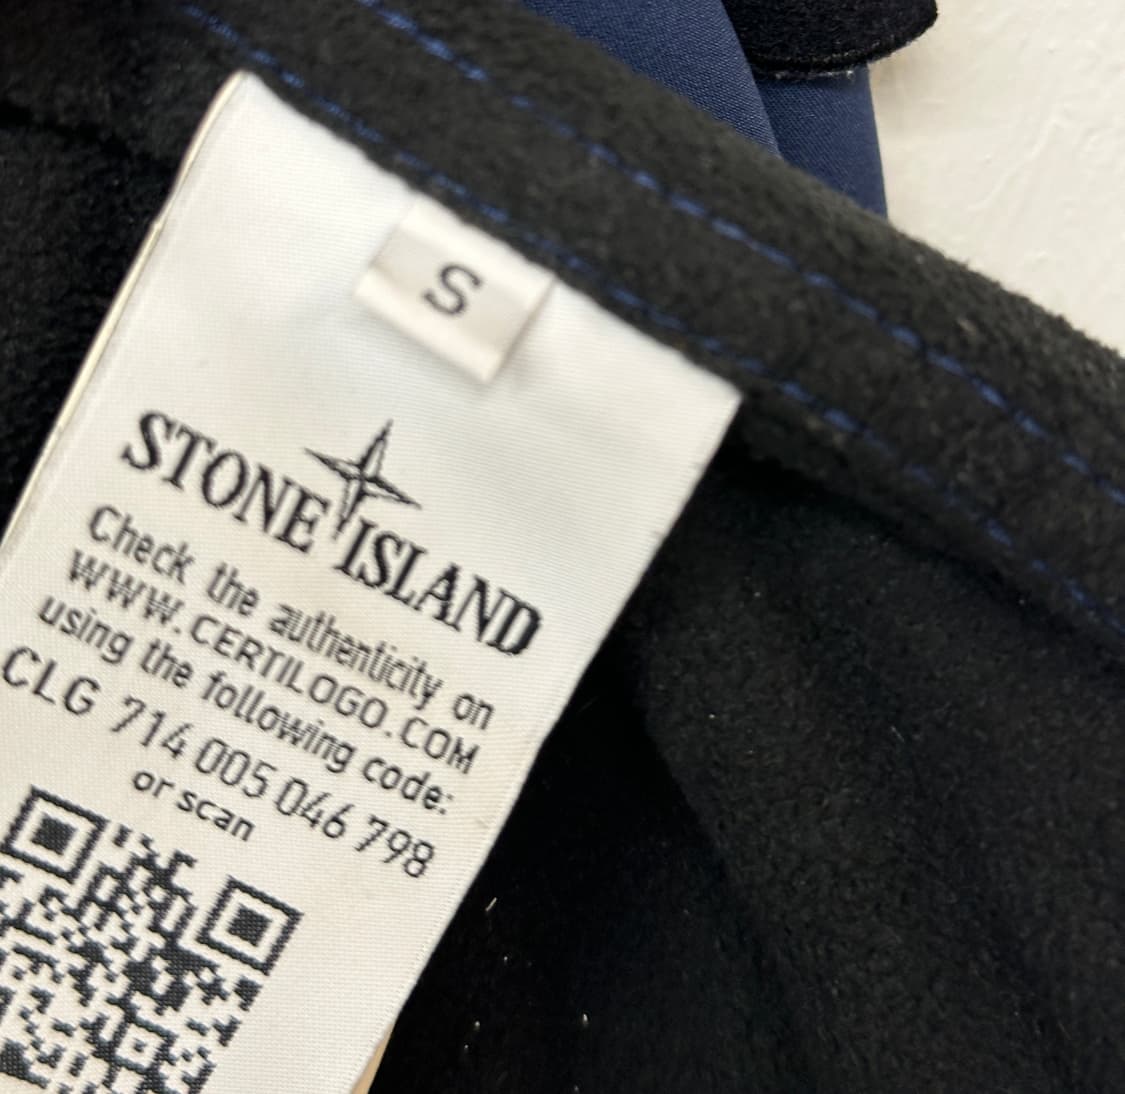 S
STONE ISLAND
Check the authenticity on
WWW.CERTILOGO.COM
using the following code:
CLG 714 005 046 798
or scan